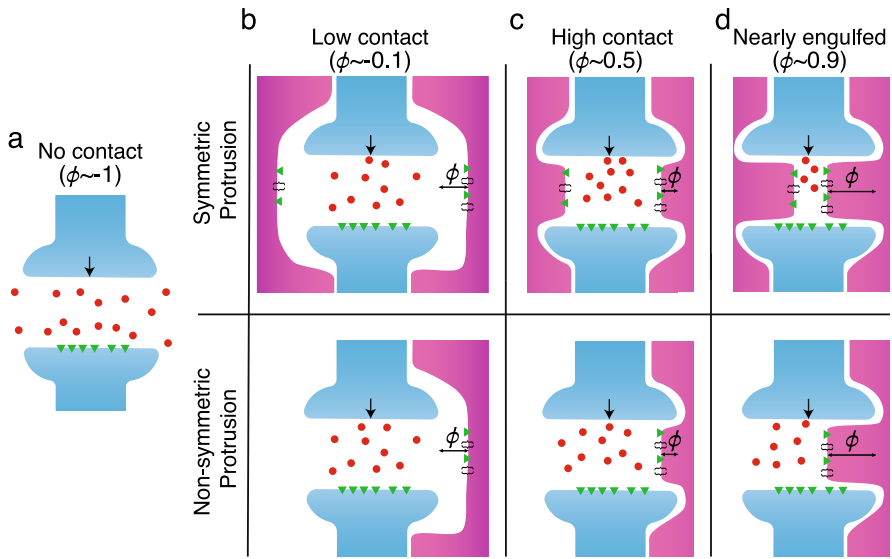 a
No contact
(ϕ~-1)
b
Low contact
(ϕ~-0.1)
c
High contact
(ϕ~0.5)
d
Nearly engulfed
(ϕ~0.9)
Symmetric
Protrusion
ϕ
ϕ
ϕ
Non-symmetric
Protrusion
ϕ
ϕ
ϕ